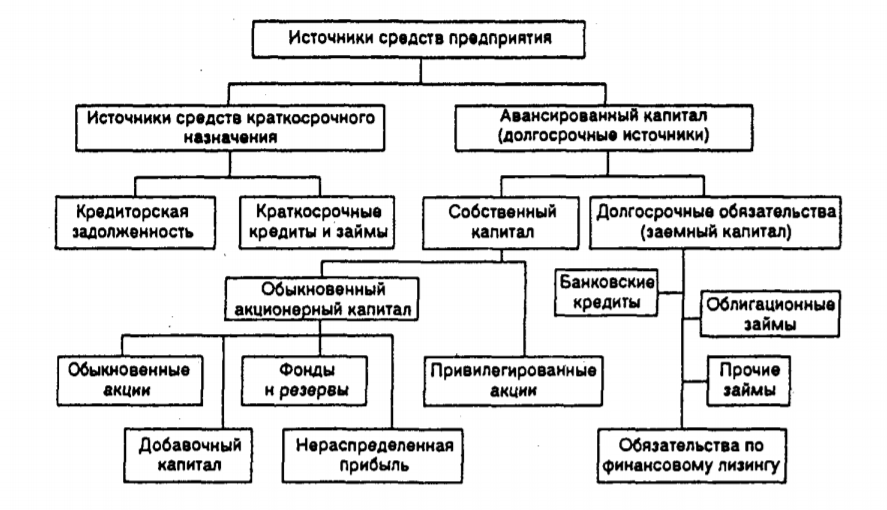 Источники средств предприятия
Источники средств краткосрочного
назначения
Авансированный капитал
(долгосрочные источники)
Кредиторская
задолженность
Краткосрочные
кредиты и займы
Собственный
капитал
Долгосрочные обязательства
(заемный капитал)
Обыкновенный
акционерный капитал
Банковские
кредиты
Облигационные
займы
Обыкновенные
акции
Фонды
и резервы
Привилегированные
акции
Прочие
займы
Добавочный
капитал
Нераспределенная
прибыль
Обязательства по
финансовому лизингу